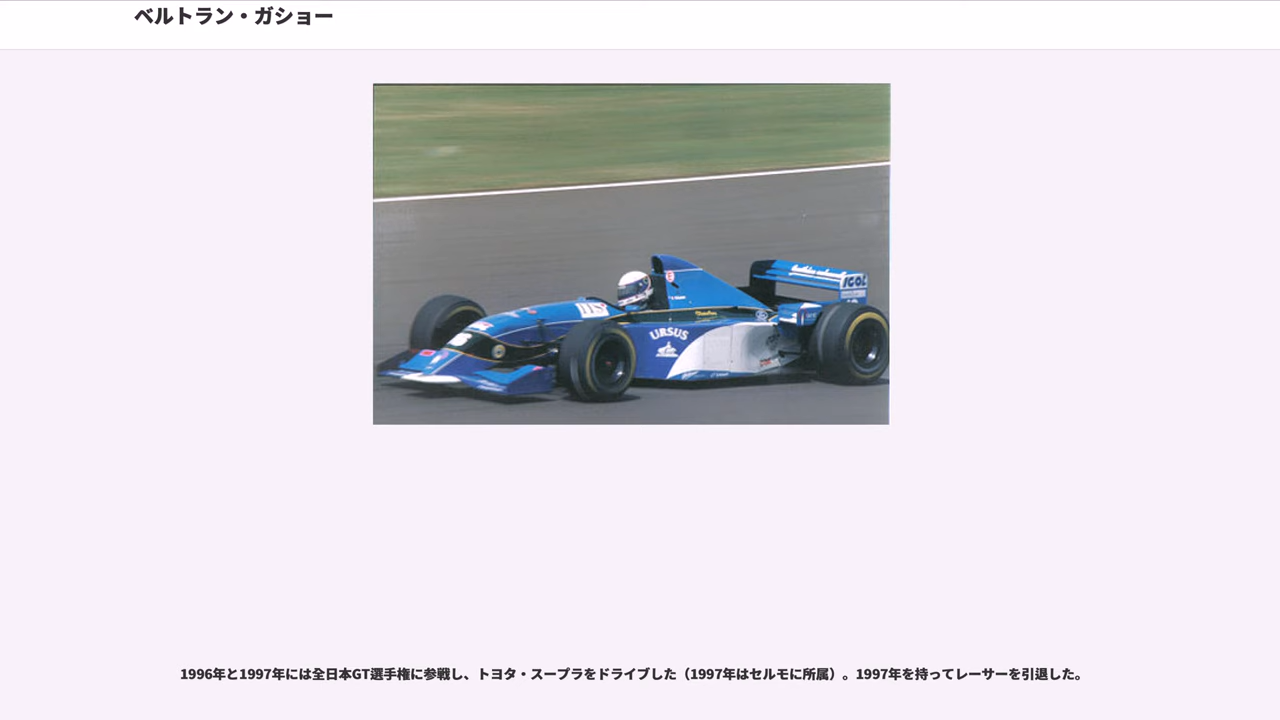 ベルトラン・ガショー
IGOL
URSUS
1996年と1997年には全日本GT選手権に参戦し、トヨタ・スープラをドライブした（1997年はセルモに所属）。1997年を持ってレーサーを引退した。